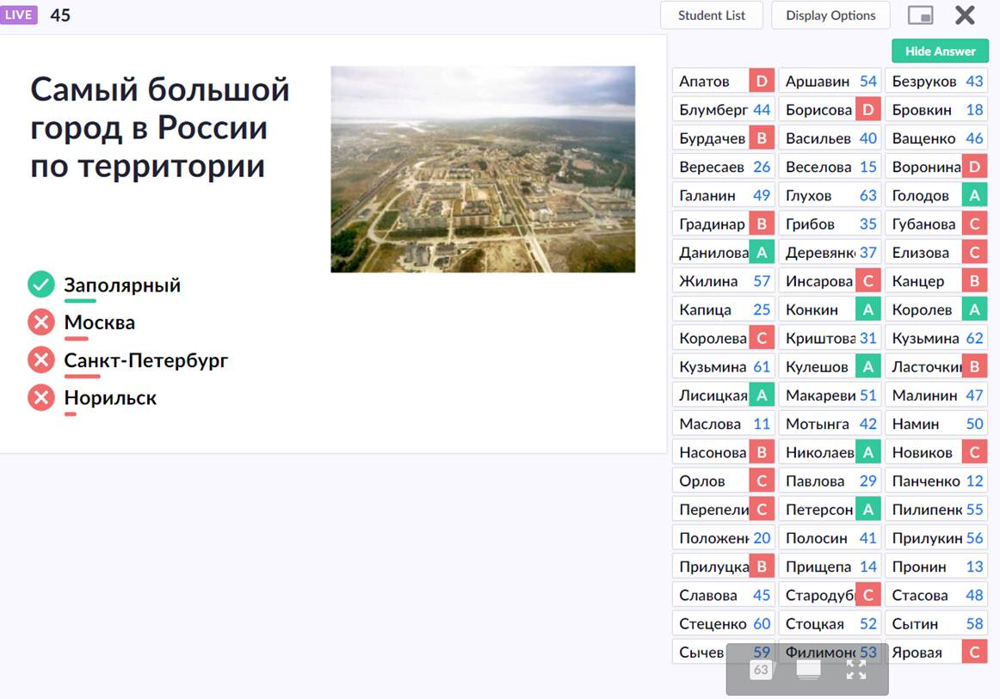 LIVE 45
Student List
Display Options
Hide Answer
Самый большой
город в России
по территории
Заполярный
Москва
Санкт-Петербург
Норильск
Апатов D Аршавин 54 Безруков 43
Блумберг 44 Борисова D Бровкин 18
Бурдачев B Васильев 40 Ващенко 46
Вересаев 26 Веселова 15 Воронина D
Галанин 49 Глухов 63 Голодов A
Градинар B Грибов 35 Губанова C
Данилова A Деревянк 37 Елизова C
Жилина 57 Инсарова C Канцер B
Капица 25 Конкин A Королев A
Королева C Криштова 31 Кузьмина 62
Кузьмина 61 Кулешов A Ласточкин B
Лисицкая A Макареви 51 Малинин 47
Маслова 11 Мотынга 42 Намин 50
Насонова B Николаев A Новиков C
Орлов C Павлова 29 Панченко 12
Перепели C Петерсон A Пилипенк 55
Положен 20 Полосин 41 Прилукин 56
Прилуцка B Прищепа 14 Пронин 13
Славова 45 Стародуб C Стасова 48
Стеценко 60 Стоцкая 52 Сытин 58
Сычев 59 Филимоно 53 Яровая C
63